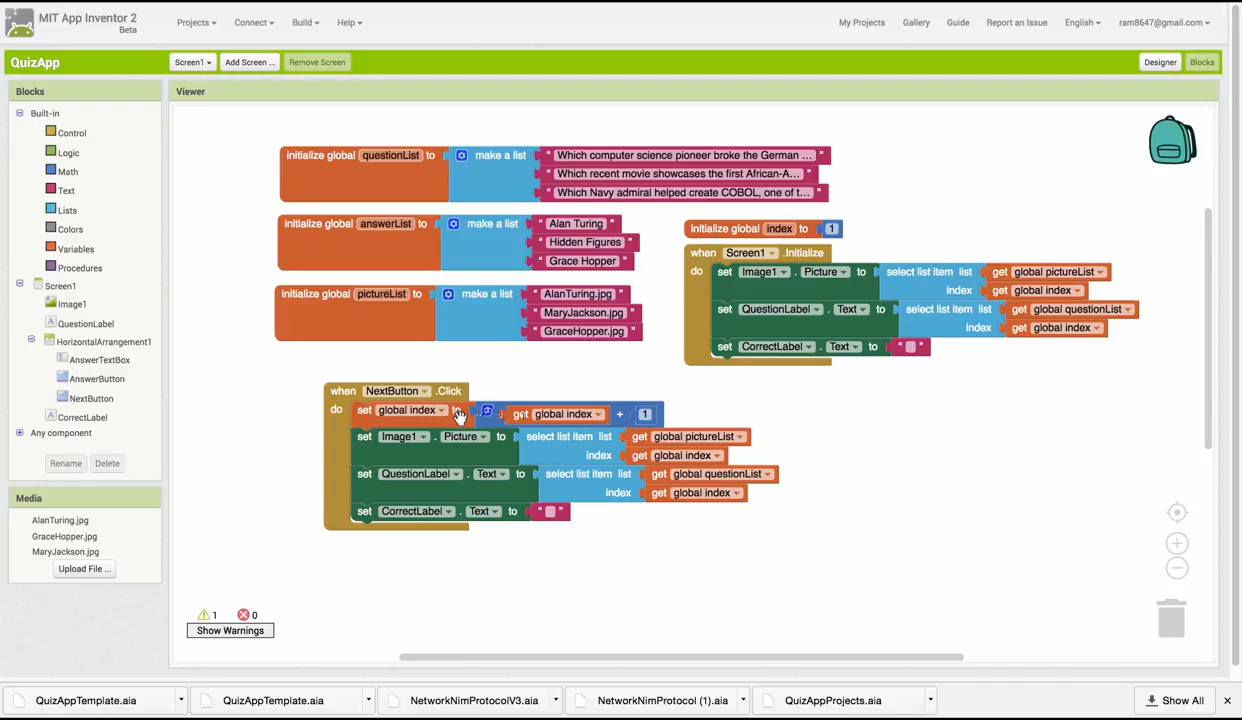 MIT App Inventor 2
Beta
Projects Connect Build Help
My Projects Gallery Guide Report an Issue English ram8647@gmail.com
QuizApp
Screen1 Add Screen ... Remove Screen
Designer Blocks
Blocks
Viewer
Built-in
Control
Logic
Math
Text
Lists
Colors
Variables
Procedures
Screen1
Image1
QuestionLabel
HorizontalArrangement1
AnswerTextBox
AnswerButton
NextButton
CorrectLabel
Any component
Rename Delete
Media
AlanTuring.jpg
GraceHopper.jpg
MaryJackson.jpg
Upload File ...
initialize global questionList to make a list " Which computer science pioneer broke the German ... "
" Which recent movie showcases the first African-A... "
" Which Navy admiral helped create COBOL, one of t... "
initialize global answerList to make a list " Alan Turing "
" Hidden Figures "
" Grace Hopper "
initialize global pictureList to make a list " AlanTuring.jpg "
" MaryJackson.jpg "
" GraceHopper.jpg "
initialize global index to 1
when Screen1 .Initialize
do set Image1 . Picture to select list item list get global pictureList
index get global index
set QuestionLabel . Text to select list item list get global questionList
index get global index
set CorrectLabel . Text to " "
when NextButton .Click
do set global index to get global index + 1
set Image1 . Picture to select list item list get global pictureList
index get global index
set QuestionLabel . Text to select list item list get global questionList
index get global index
set CorrectLabel . Text to " "
1 0
Show Warnings
QuizAppTemplate.aia QuizAppTemplate.aia NetworkNimProtocolV3.aia NetworkNimProtocol (1).aia QuizAppProjects.aia Show All